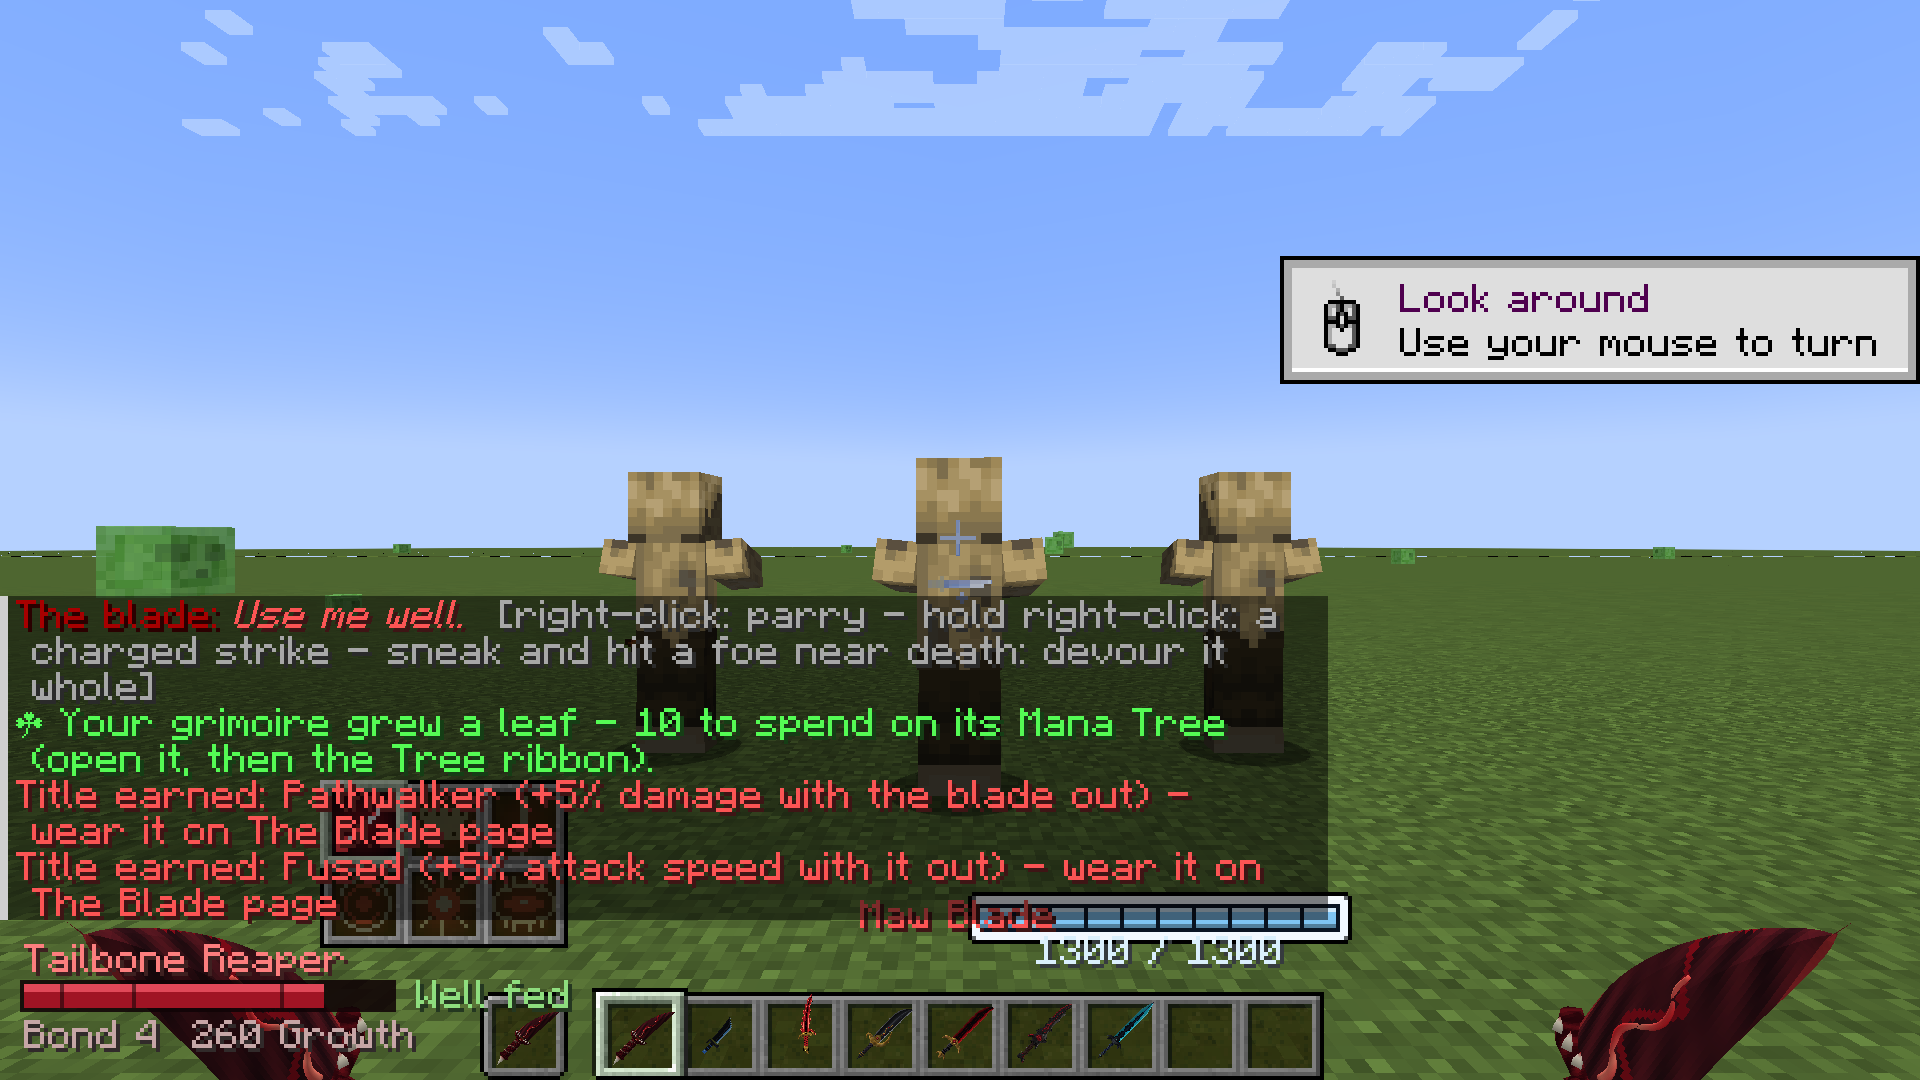 Look around
Use your mouse to turn
The blade: Use me well. [right-click: parry - hold right-click: a
charged strike - sneak and hit a foe near death: devour it
whole]
☘ Your grimoire grew a leaf - 10 to spend on its Mana Tree
(open it, then the Tree ribbon).
Title earned: Pathwalker (+5% damage with the blade out) -
wear it on The Blade page
Title earned: Fused (+5% attack speed with it out) - wear it on
The Blade page
Maw Blade
1300 / 1300
Tailbone Reaper
Well fed
Bond 4 260 Growth